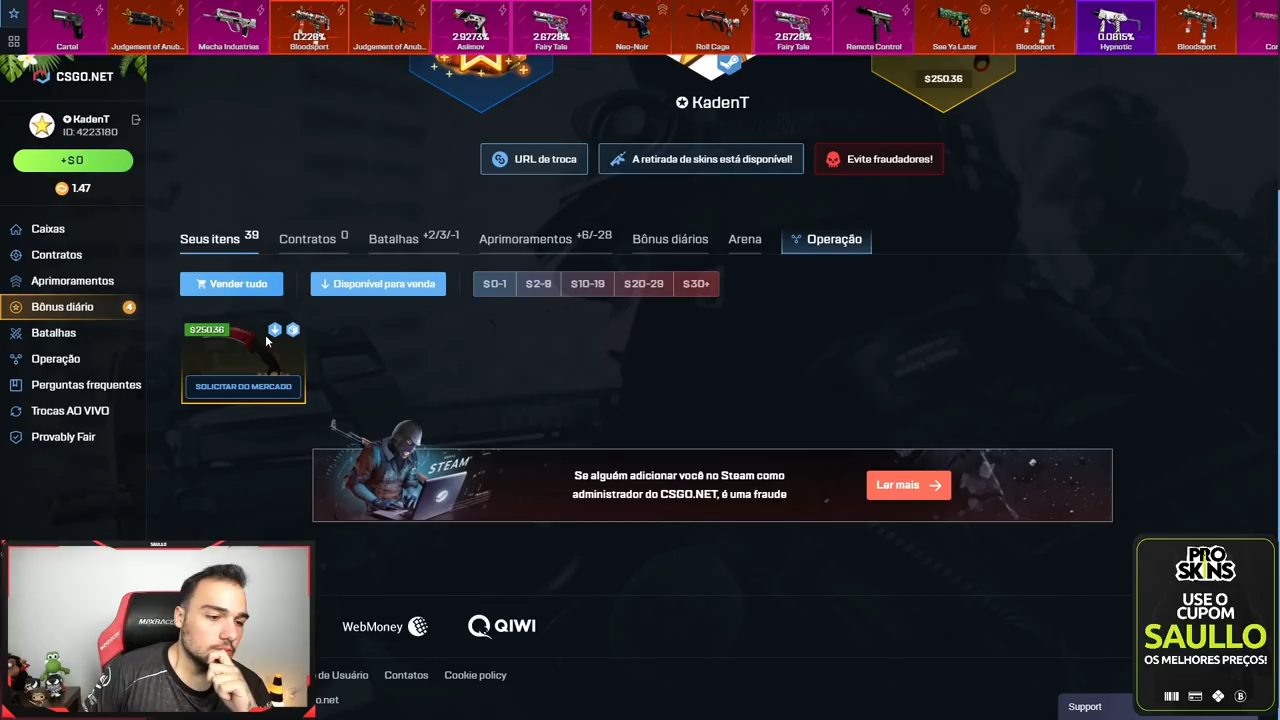 Cartel
Judgement of Anub...
Mecha Industries
0.228%
Bloodsport
Judgement of Anub...
2.9273%
Asiimov
2.6728%
Fairy Tale
Neo-Noir
Roll Cage
2.6728%
Fairy Tale
Remote Control
See Ya Later
Bloodsport
0.0815%
Hypnotic
Bloodsport
CSGO.NET
KadenT
ID: 4223180
+$0
1.47
Caixas
Contratos
Aprimoramentos
Bônus diário 4
Batalhas
Operação
Perguntas frequentes
Trocas AO VIVO
Provably Fair
$250.36
KadenT
URL de troca
A retirada de skins está disponível!
Evite fraudadores!
Seus itens 39
Contratos 0
Batalhas +2/3/-1
Aprimoramentos +6/-28
Bônus diários
Arena
Operação
Vender tudo
Disponível para venda
$0-1
$2-9
$10-19
$20-29
$30+
$250.36
SOLICITAR DO MERCADO
STEAM
Se alguém adicionar você no Steam como
administrador do CSGO.NET, é uma fraude
Ler mais
SAULLO
MAXRACE
WebMoney
QIWI
de Usuário
Contatos
Cookie policy
o.net
PRO
SKINS
USE O
CUPOM
SAULLO
OS MELHORES PREÇOS!
Support